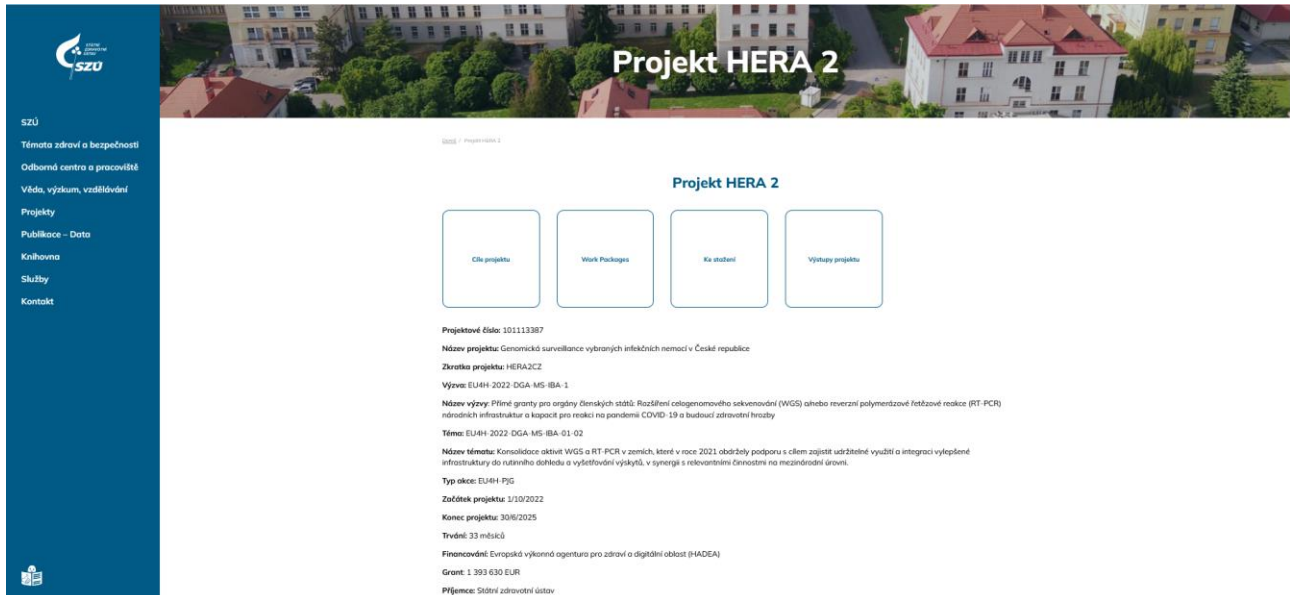 STÁTNÍ
ZDRAVOTNÍ
ÚSTAV
SZÚ
Projekt HERA 2
SZÚ
Témata zdraví a bezpečnosti
Odborná centra a pracoviště
Věda, výzkum, vzdělávání
Projekty
Publikace – Data
Knihovna
Služby
Kontakt
Úvod / Projekt HERA 2
Projekt HERA 2
Cíle projektu
Work Packages
Ke stažení
Výstupy projektu
Projektové číslo: 101113387
Název projektu: Genomická surveillance vybraných infekčních nemocí v České republice
Zkratka projektu: HERA2CZ
Výzva: EU4H-2022-DGA-MS-IBA-1
Název výzvy: Přímé granty pro orgány členských států: Rozšíření celogenomového sekvenování (WGS) a/nebo reverzní polymerázové řetězové reakce (RT-PCR)
národních infrastruktur a kapacit pro reakci na pandemii COVID-19 a budoucí zdravotní hrozby
Téma: EU4H-2022-DGA-MS-IBA-01-02
Název tématu: Konsolidace aktivit WGS a RT-PCR v zemích, které v roce 2021 obdržely podporu s cílem zajistit udržitelné využití a integraci vylepšené
infrastruktury do rutinního dohledu a vyšetřování výskytů, v synergii s relevantními činnostmi na mezinárodní úrovni.
Typ akce: EU4H-PJG
Začátek projektu: 1/10/2022
Konec projektu: 30/6/2025
Trvání: 33 měsíců
Financování: Evropská výkonná agentura pro zdraví a digitální oblast (HADEA)
Grant: 1 393 630 EUR
Příjemce: Státní zdravotní ústav